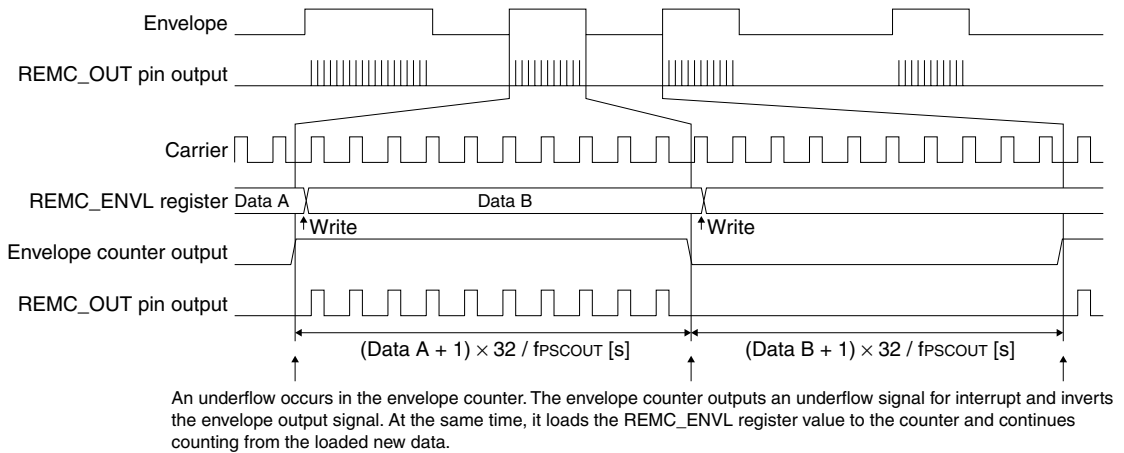 Envelope
REMC_OUT pin output
Carrier
REMC_ENVL register
Data A
Data B
Write
Write
Envelope counter output
REMC_OUT pin output
(Data A + 1) × 32 / fPSCOUT [s]
(Data B + 1) × 32 / fPSCOUT [s]
An underflow occurs in the envelope counter. The envelope counter outputs an underflow signal for interrupt and inverts
the envelope output signal. At the same time, it loads the REMC_ENVL register value to the counter and continues
counting from the loaded new data.